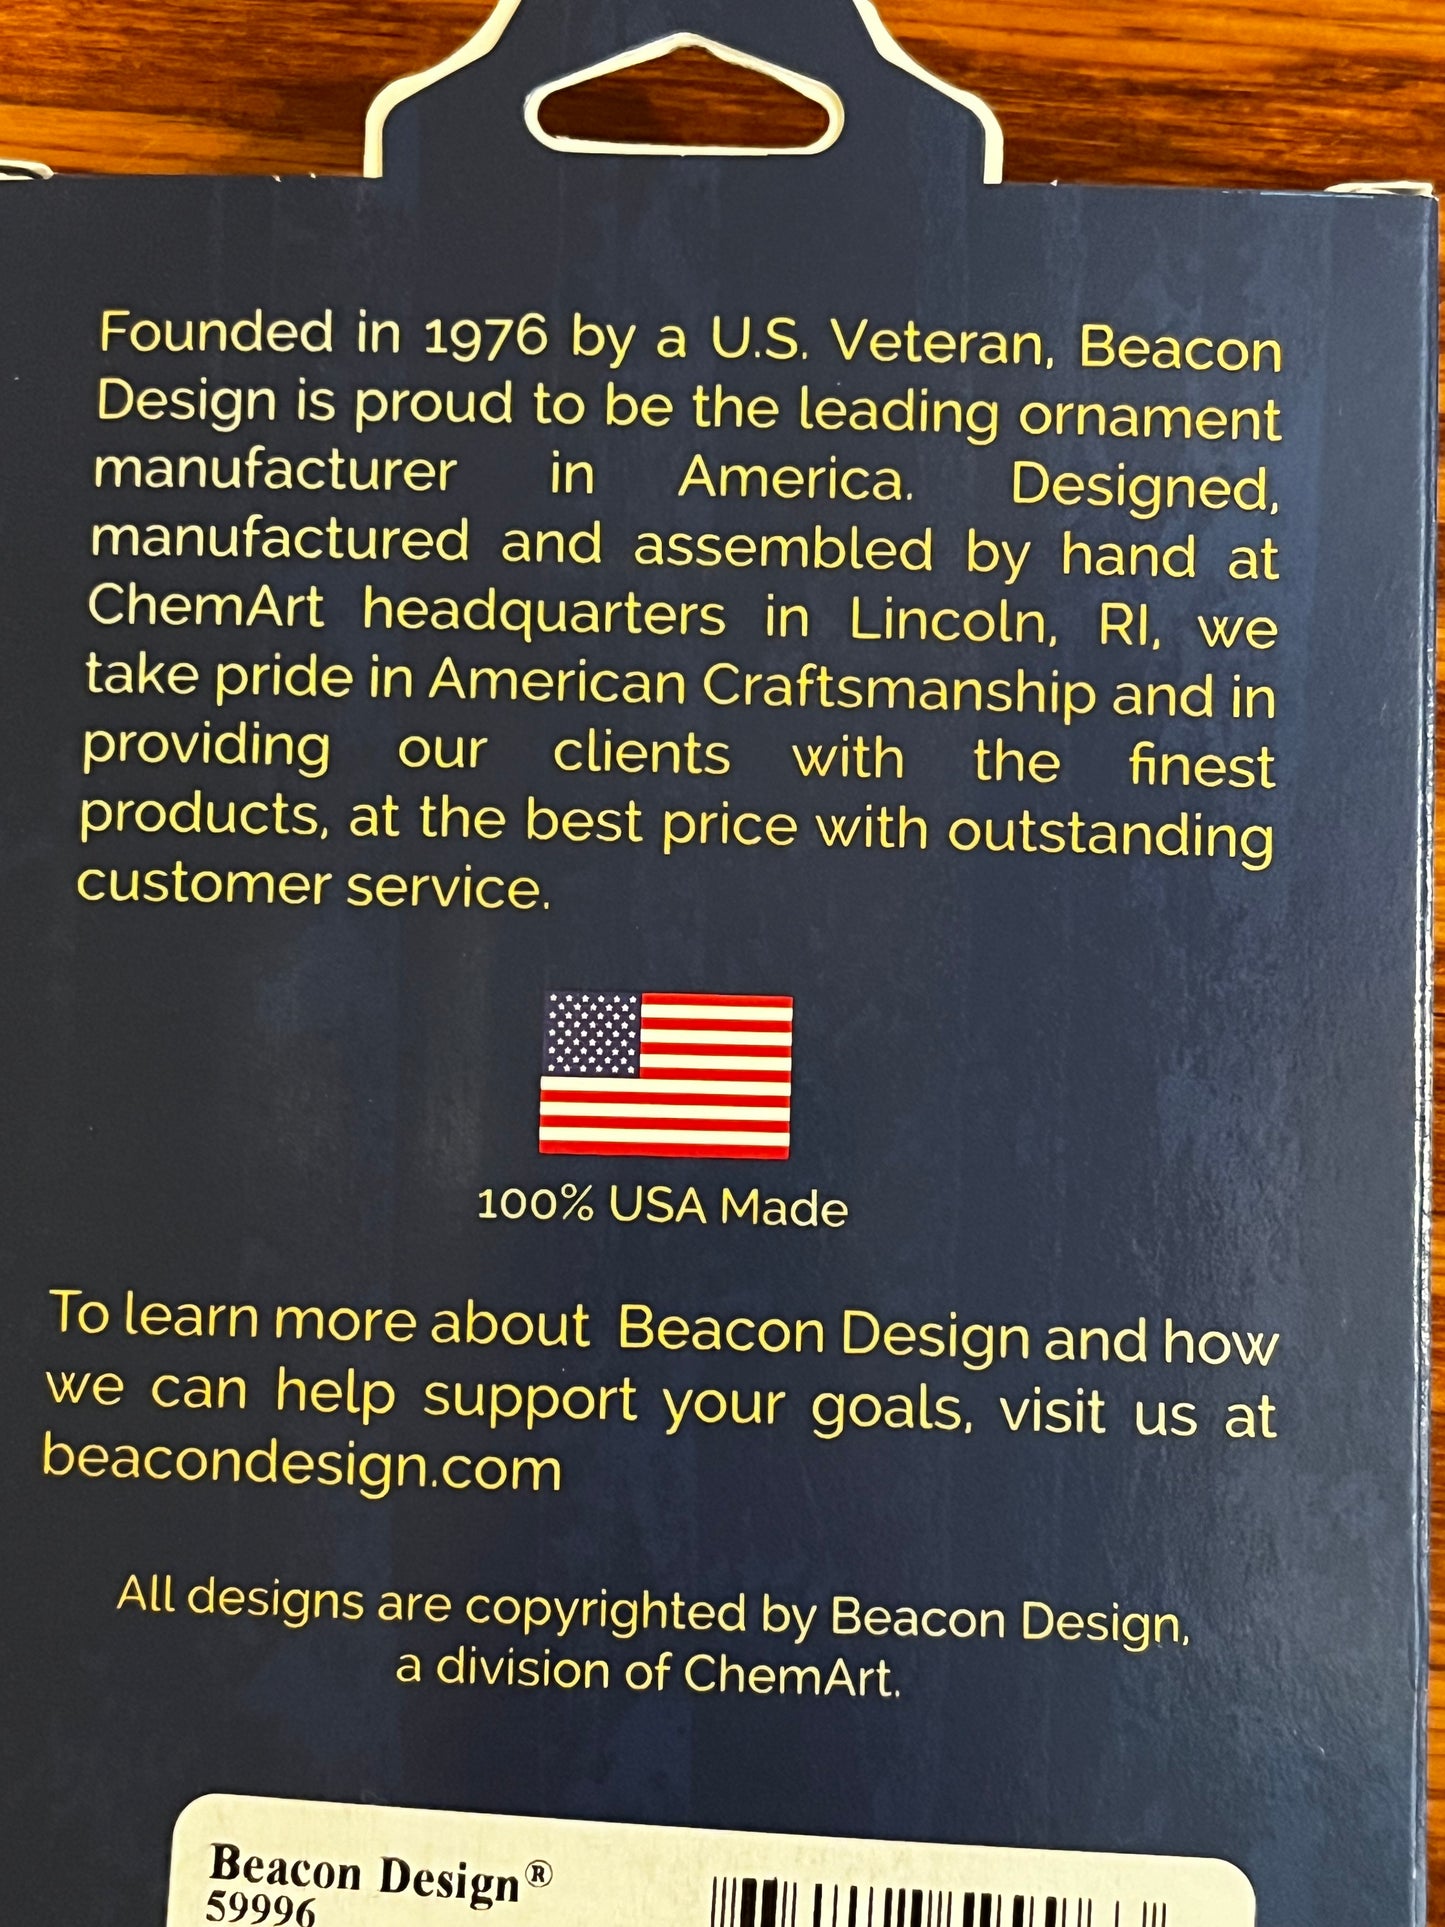 Founded in 1976 by a U.S. Veteran, Beacon
Design is proud to be the leading ornament
manufacturer in America. Designed,
manufactured and assembled by hand at
ChemArt headquarters in Lincoln, RI, we
take pride in American Craftsmanship and in
providing our clients with the finest
products, at the best price with outstanding
customer service.
100% USA Made
To learn more about Beacon Design and how
we can help support your goals, visit us at
beacondesign.com
All designs are copyrighted by Beacon Design,
a division of ChemArt.
Beacon Design®
59996